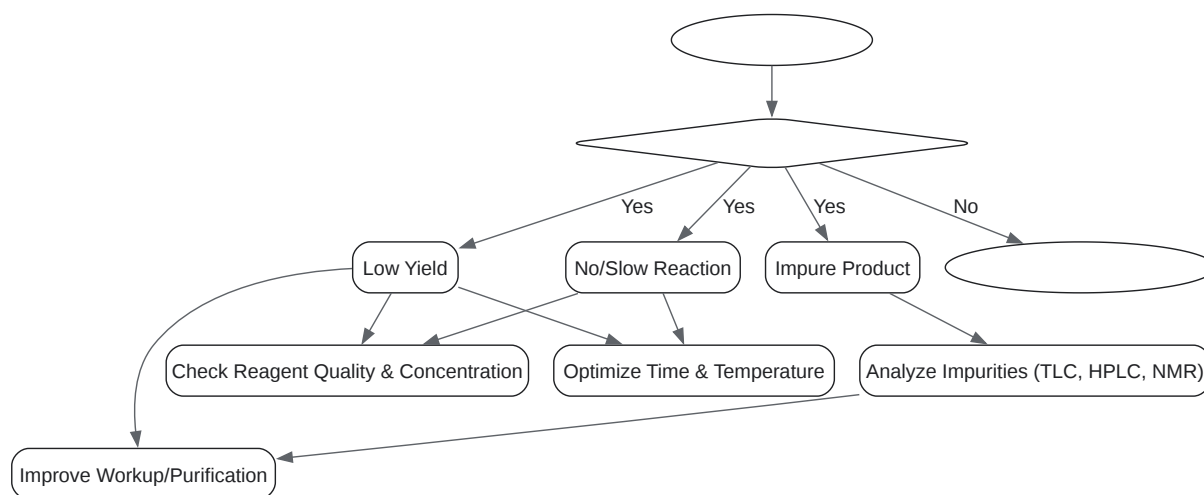 Yes
Yes
Yes
No
Low Yield
No/Slow Reaction
Impure Product
Check Reagent Quality & Concentration
Optimize Time & Temperature
Analyze Impurities (TLC, HPLC, NMR)
Improve Workup/Purification